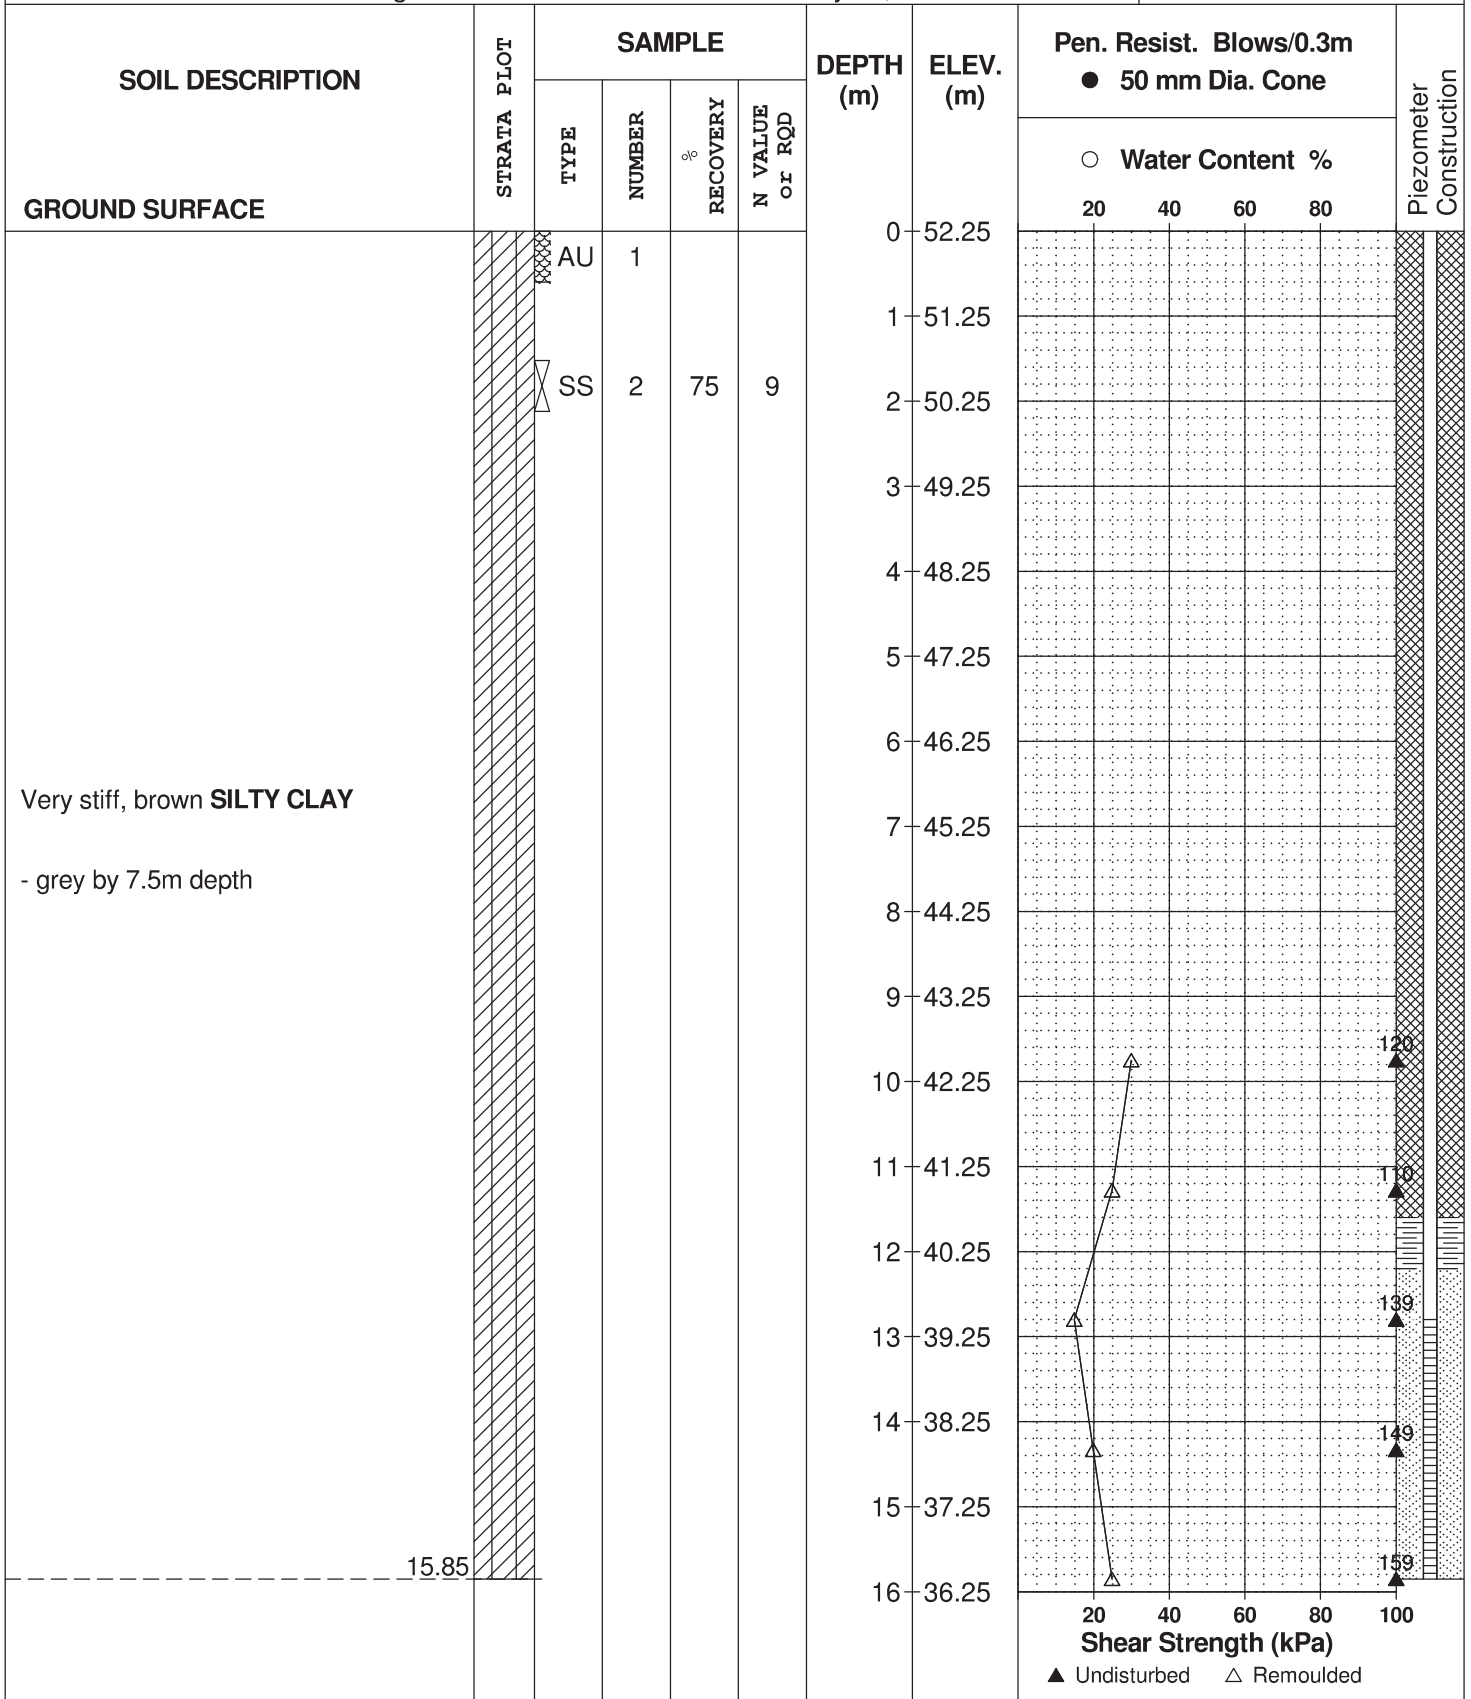 SOIL DESCRIPTION
GROUND SURFACE
STRATA PLOT
SAMPLE
TYPE
NUMBER
%
RECOVERY
N VALUE
or RQD
DEPTH
(m)
ELEV.
(m)
Pen. Resist. Blows/0.3m
● 50 mm Dia. Cone
○ Water Content %
20 40 60 80
Piezometer
Construction
0 52.25
AU 1
1 51.25
SS 2 75 9
2 50.25
3 49.25
4 48.25
5 47.25
6 46.25
Very stiff, brown SILTY CLAY
7 45.25
- grey by 7.5m depth
8 44.25
9 43.25
120
10 42.25
11 41.25
110
12 40.25
139
13 39.25
14 38.25
149
15 37.25
15.85
159
16 36.25
20 40 60 80 100
Shear Strength (kPa)
▲ Undisturbed △ Remoulded